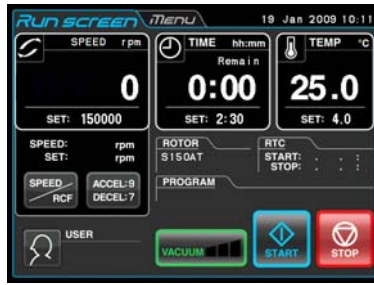 Run screen Menu 19 Jan 2009 10:11
SPEED rpm
0
SET: 150000
TIME hh:mm
Remain
0:00
SET: 2:30
TEMP °C
25.0
SET: 4.0
SPEED: rpm
SET: rpm
SPEED/RCF
ACCEL:9
DECEL:7
ROTOR
S150AT
RTC
START: . . :
STOP: . . :
PROGRAM
USER
VACUUM
START
STOP